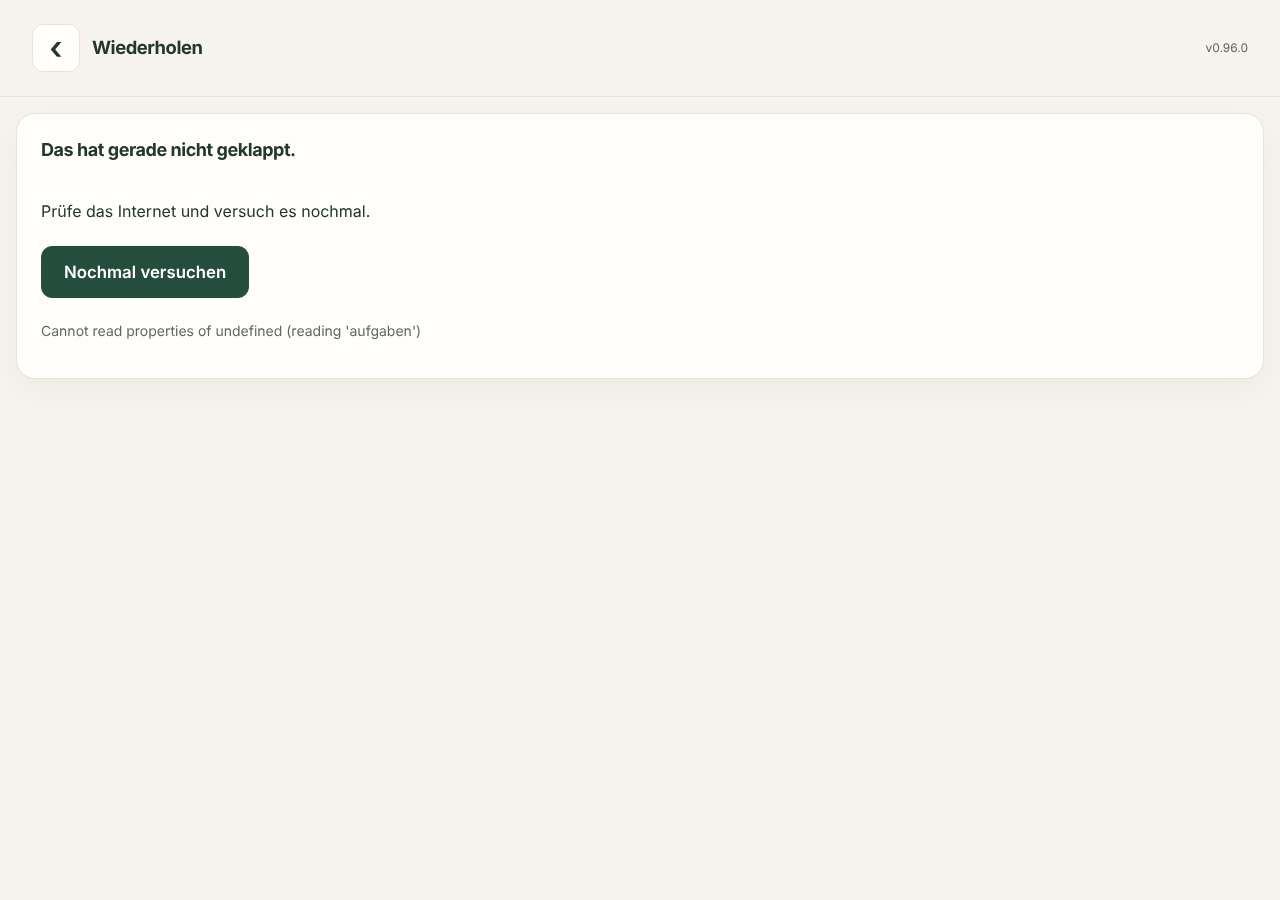 Wiederholen
v0.96.0
Das hat gerade nicht geklappt.
Prüfe das Internet und versuch es nochmal.
Nochmal versuchen
Cannot read properties of undefined (reading 'aufgaben')